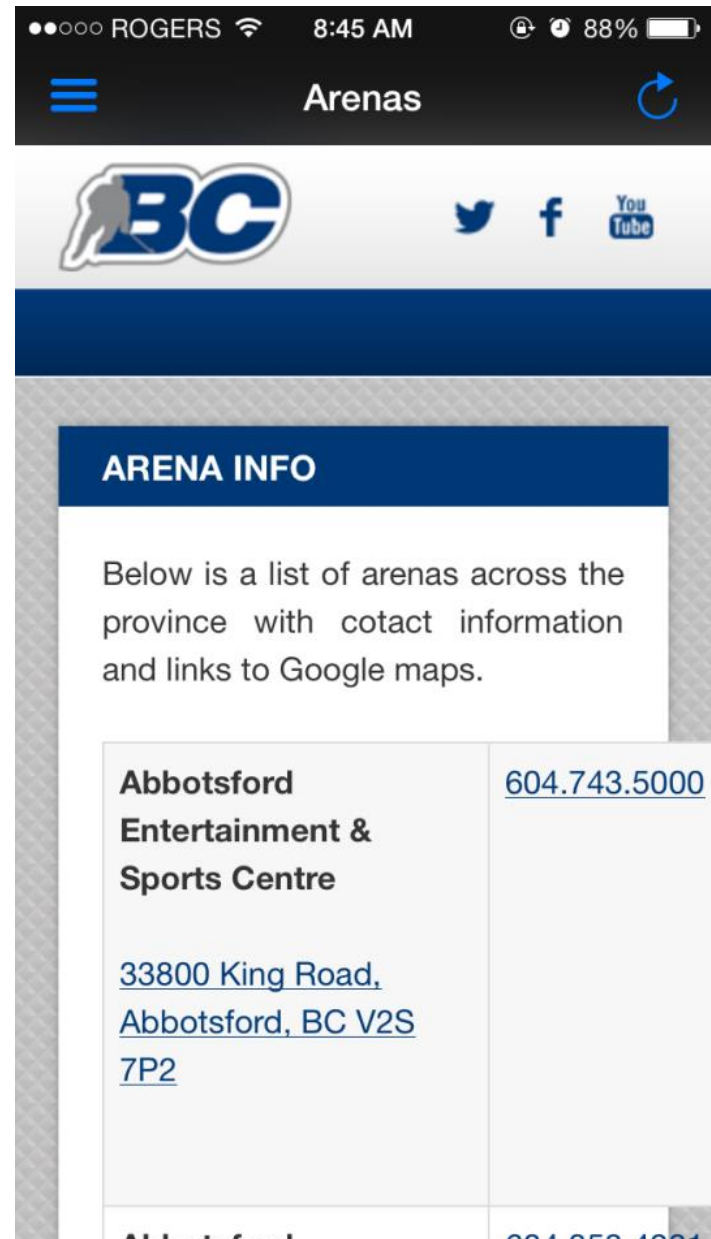 ROGERS 8:45 AM 88%
Arenas
BC
You
Tube
ARENA INFO
Below is a list of arenas across the
province with cotact information
and links to Google maps.
Abbotsford
Entertainment &
Sports Centre
604.743.5000
33800 King Road,
Abbotsford, BC V2S
7P2